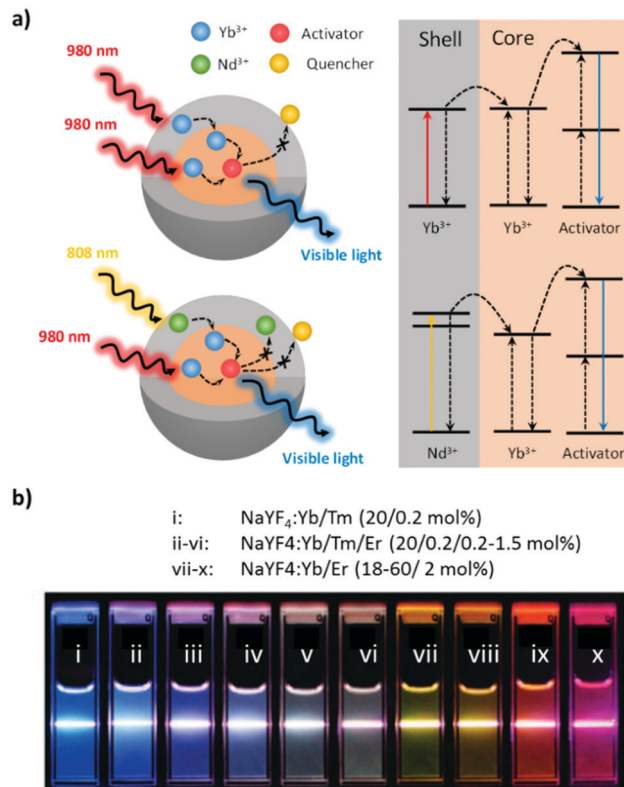 a)
Yb³⁺
Activator
Nd³⁺
Quencher
980 nm
980 nm
Visible light
808 nm
980 nm
Visible light
Shell
Core
Yb³⁺
Yb³⁺
Activator
Nd³⁺
Yb³⁺
Activator
b)
i: NaYF₄:Yb/Tm (20/0.2 mol%)
ii-vi: NaYF4:Yb/Tm/Er (20/0.2/0.2-1.5 mol%)
vii-x: NaYF4:Yb/Er (18-60/ 2 mol%)
i ii iii iv v vi vii viii ix x